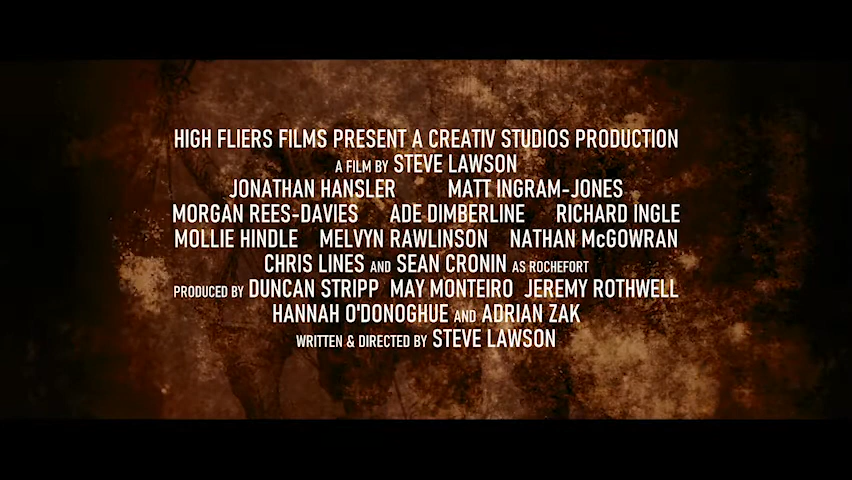 HIGH FLIERS FILMS PRESENT A CREATIV STUDIOS PRODUCTION
A FILM BY STEVE LAWSON
JONATHAN HANSLER MATT INGRAM-JONES
MORGAN REES-DAVIES ADE DIMBERLINE RICHARD INGLE
MOLLIE HINDLE MELVYN RAWLINSON NATHAN McGOWRAN
CHRIS LINES AND SEAN CRONIN AS ROCHEFORT
PRODUCED BY DUNCAN STRIPP MAY MONTEIRO JEREMY ROTHWELL
HANNAH O'DONOGHUE AND ADRIAN ZAK
WRITTEN & DIRECTED BY STEVE LAWSON